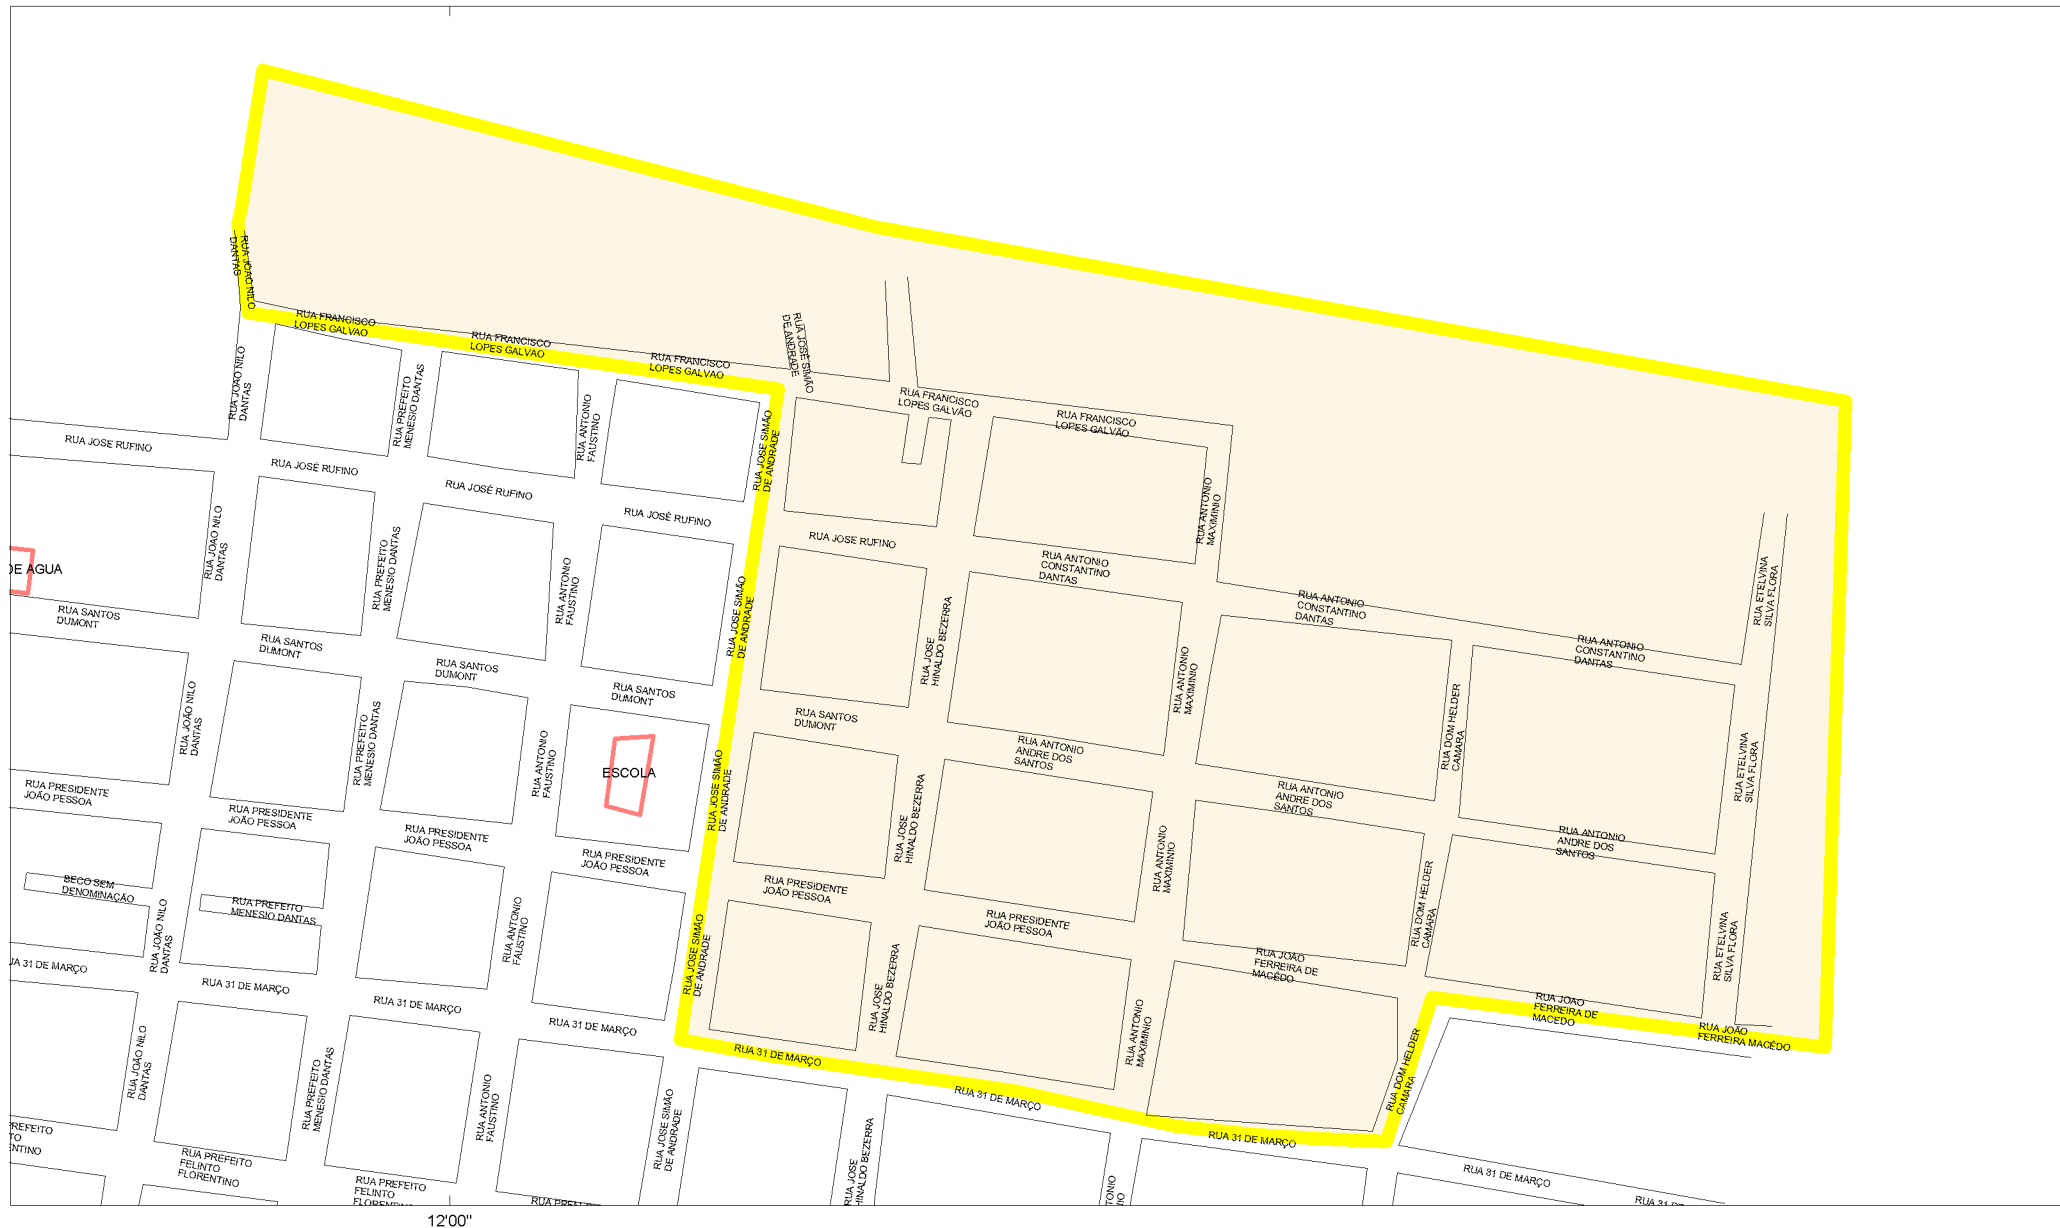 RUA JOÃO NILO
DANTAS
RUA FRANCISCO
LOPES GALVAO
RUA FRANCISCO
LOPES GALVAO
RUA FRANCISCO
LOPES GALVAO
RUA JOSÉ SIMÃO
DE ANDRADE
RUA FRANCISCO
LOPES GALVÃO
RUA FRANCISCO
LOPES GALVAO
RUA JOÃO NILO
DANTAS
RUA PREFEITO
MENESIO DANTAS
RUA ANTONIO
FAUSTINO
RUA JOSE SIMÃO
DE ANDRADE
RUA JOSE RUFINO
RUA JOSÉ RUFINO
RUA JOSÉ RUFINO
RUA JOSÉ RUFINO
RUA JOSE RUFINO
RUA ANTONIO
MAXIMINIO
RUA ANTONIO
CONSTANTINO
DANTAS
RUA ANTONIO
CONSTANTINO
DANTAS
RUA ANTONIO
CONSTANTINO
DANTAS
RUA ETELVINA
SILVA FLORA
DE AGUA
RUA JOÃO NILO
DANTAS
RUA PREFEITO
MENESIO DANTAS
RUA ANTONIO
FAUSTINO
RUA JOSE SIMÃO
DE ANDRADE
RUA JOSE
HINALDO BEZERRA
RUA ANTONIO
MAXIMINIO
RUA DOM HELDER
CAMARA
RUA SANTOS
DUMONT
RUA SANTOS
DUMONT
RUA SANTOS
DUMONT
RUA SANTOS
DUMONT
RUA SANTOS
DUMONT
RUA ANTONIO
ANDRE DOS
SANTOS
RUA ANTONIO
ANDRE DOS
SANTOS
RUA ANTONIO
ANDRE DOS
SANTOS
RUA JOÃO NILO
DANTAS
RUA PREFEITO
MENESIO DANTAS
RUA ANTONIO
FAUSTINO
ESCOLA
RUA JOSE SIMÃO
DE ANDRADE
RUA JOSE
HINALDO BEZERRA
RUA ANTONIO
MAXIMINIO
RUA DOM HELDER
CAMARA
RUA ETELVINA
SILVA FLORA
RUA PRESIDENTE
JOÃO PESSOA
RUA PRESIDENTE
JOÃO PESSOA
RUA PRESIDENTE
JOÃO PESSOA
RUA PRESIDENTE
JOÃO PESSOA
RUA PRESIDENTE
JOÃO PESSOA
RUA PRESIDENTE
JOÃO PESSOA
BECO SEM
DENOMINAÇÃO
RUA PREFEITO
MENESIO DANTAS
RUA JOÃO NILO
DANTAS
RUA ANTONIO
FAUSTINO
RUA JOSE SIMÃO
DE ANDRADE
RUA JOSE
HINALDO BEZERRA
RUA ANTONIO
MAXIMINIO
RUA JOÃO
FERREIRA DE
MACÊDO
RUA JOÃO
FERREIRA DE
MACEDO
RUA JOÃO
FERREIRA MACÊDO
RUA ETELVINA
SILVA FLORA
UA 31 DE MARÇO
RUA 31 DE MARÇO
RUA 31 DE MARÇO
RUA 31 DE MARÇO
RUA 31 DE MARÇO
RUA 31 DE MARÇO
RUA 31 DE MARÇO
RUA 31 DE MARÇO
RUA JOÃO NILO
DANTAS
RUA PREFEITO
MENESIO DANTAS
RUA ANTONIO
FAUSTINO
RUA JOSE SIMÃO
DE ANDRADE
RUA JOSE
HINALDO BEZERRA
RUA DOM HELDER
CAMARA
PREFEITO
TO
ENTINO
RUA PREFEITO
FELINTO
FLORENTINO
RUA PREFEITO
FELINTO
FLORENTINO
TONIO
12'00"